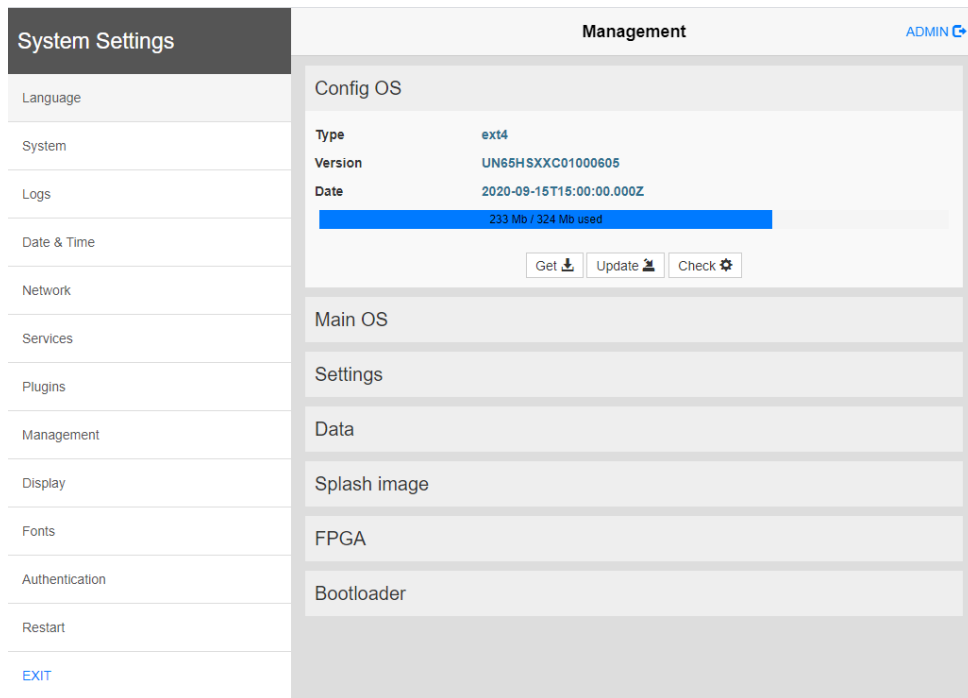 System Settings
Language
System
Logs
Date & Time
Network
Services
Plugins
Management
Display
Fonts
Authentication
Restart
EXIT
Management
ADMIN
Config OS
Type ext4
Version UN65HSXXC01000605
Date 2020-09-15T15:00:00.000Z
233 Mb / 324 Mb used
Get Update Check
Main OS
Settings
Data
Splash image
FPGA
Bootloader